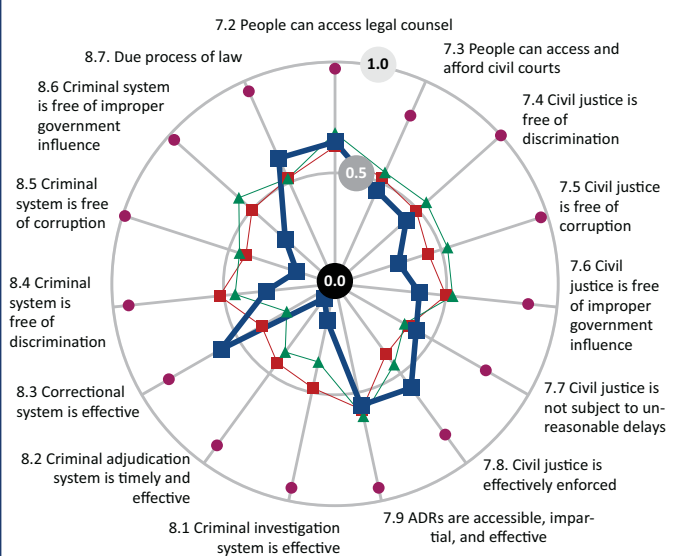 7.2 People can access legal counsel
1.0
7.3 People can access and
afford civil courts
7.4 Civil justice is
free of
discrimination
7.5 Civil justice
is free of
corruption
7.6 Civil
justice is free
of improper
government
influence
7.7 Civil justice is
not subject to un-
reasonable delays
7.8. Civil justice is
effectively enforced
7.9 ADRs are accessible, impar-
tial, and effective
8.1 Criminal investigation
system is effective
8.2 Criminal adjudication
system is timely and
effective
8.3 Correctional
system is effective
8.4 Criminal
system is
free of
discrimination
8.5 Criminal
system is free
of corruption
8.6 Criminal system
is free of improper
government
influence
8.7. Due process of law
0.5
0.0